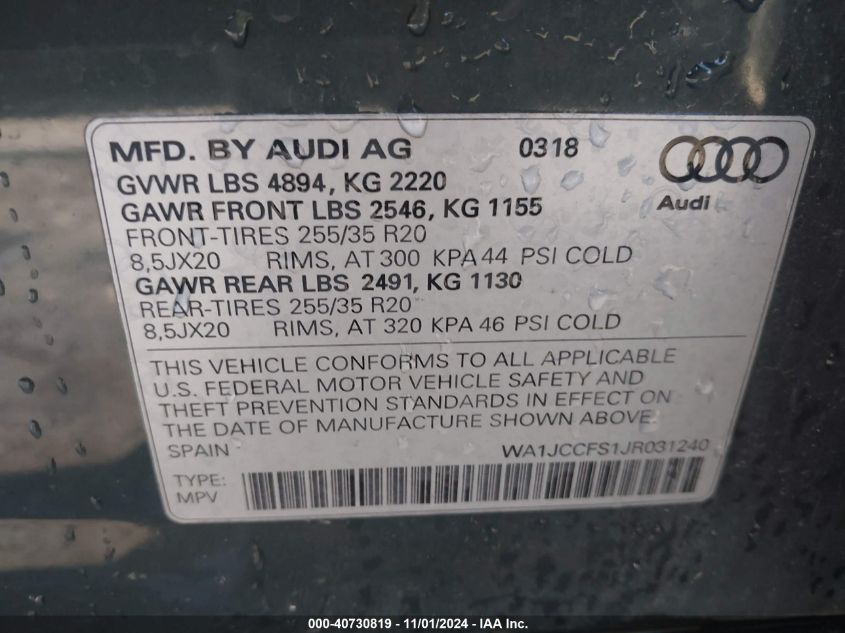 MFD. BY AUDI AG 0318
GVWR LBS 4894, KG 2220
GAWR FRONT LBS 2546, KG 1155
Audi
FRONT-TIRES 255/35 R20
8,5JX20 RIMS, AT 300 KPA 44 PSI COLD
GAWR REAR LBS 2491, KG 1130
REAR-TIRES 255/35 R20
8,5JX20 RIMS, AT 320 KPA 46 PSI COLD
THIS VEHICLE CONFORMS TO ALL APPLICABLE
U.S. FEDERAL MOTOR VEHICLE SAFETY AND
THEFT PREVENTION STANDARDS IN EFFECT ON
THE DATE OF MANUFACTURE SHOWN ABOVE
SPAIN WA1JCCFS1JR031240
TYPE:
MPV
000-40730819 - 11/01/2024 - IAA Inc.